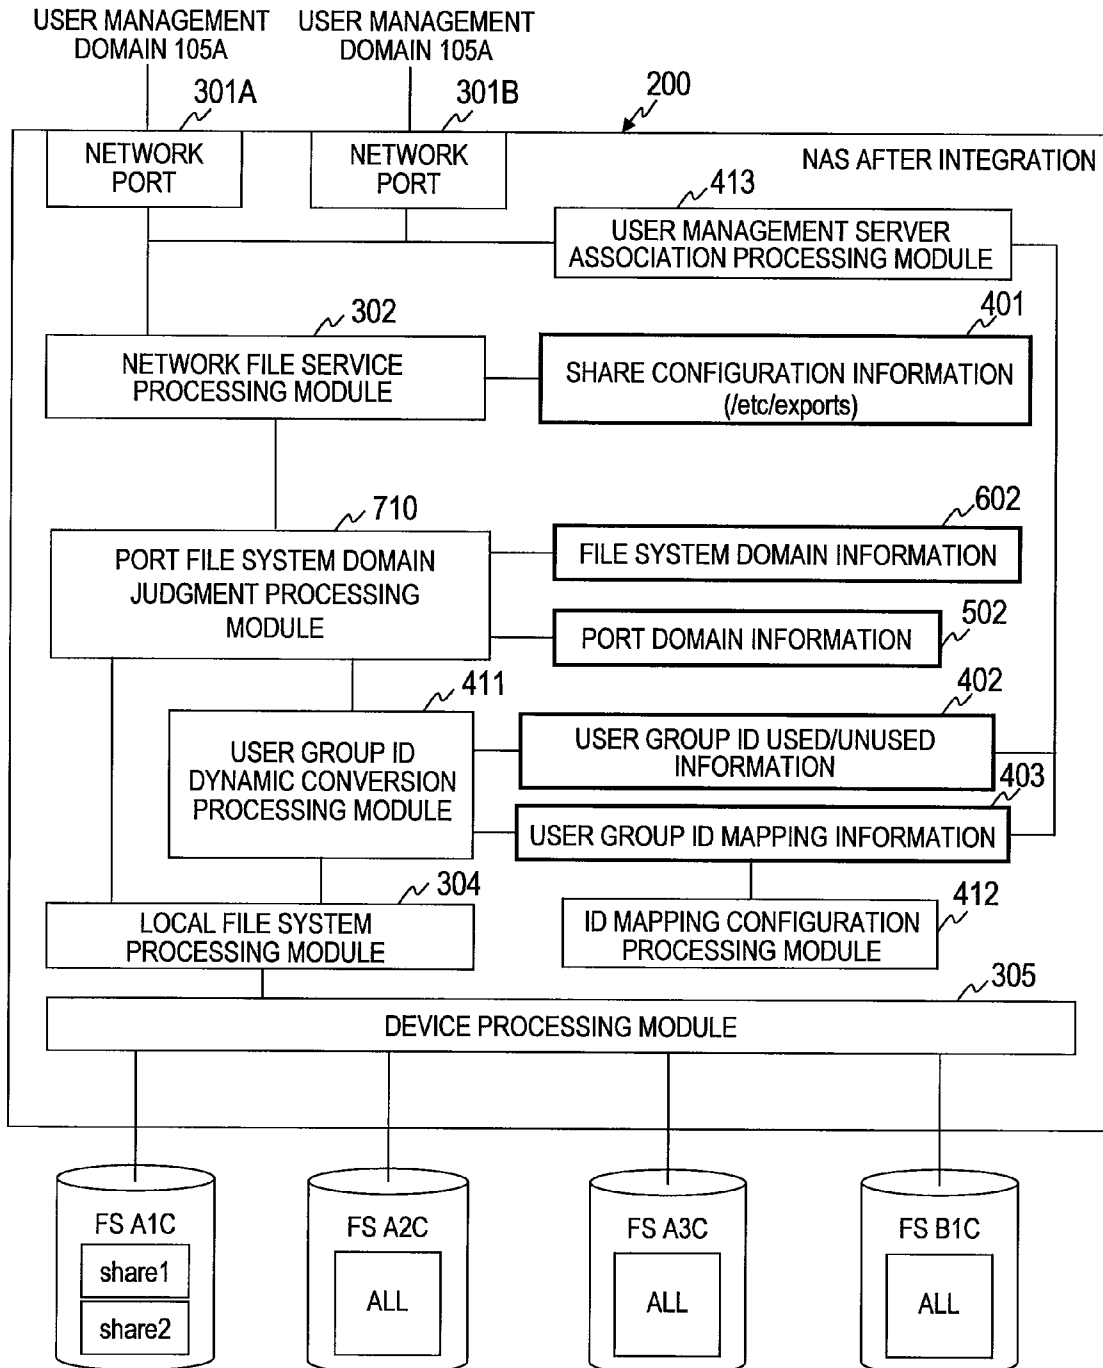 USER MANAGEMENT
DOMAIN 105A
USER MANAGEMENT
DOMAIN 105A
301A
301B
200
NETWORK
PORT
NETWORK
PORT
NAS AFTER INTEGRATION
413
USER MANAGEMENT SERVER
ASSOCIATION PROCESSING MODULE
302
401
NETWORK FILE SERVICE
PROCESSING MODULE
SHARE CONFIGURATION INFORMATION
(/etc/exports)
710
602
PORT FILE SYSTEM DOMAIN
JUDGMENT PROCESSING
MODULE
FILE SYSTEM DOMAIN INFORMATION
PORT DOMAIN INFORMATION
502
411
402
USER GROUP ID
DYNAMIC CONVERSION
PROCESSING MODULE
USER GROUP ID USED/UNUSED
INFORMATION
403
USER GROUP ID MAPPING INFORMATION
304
412
LOCAL FILE SYSTEM
PROCESSING MODULE
ID MAPPING CONFIGURATION
PROCESSING MODULE
305
DEVICE PROCESSING MODULE
FS A1C
share1
share2
FS A2C
ALL
FS A3C
ALL
FS B1C
ALL